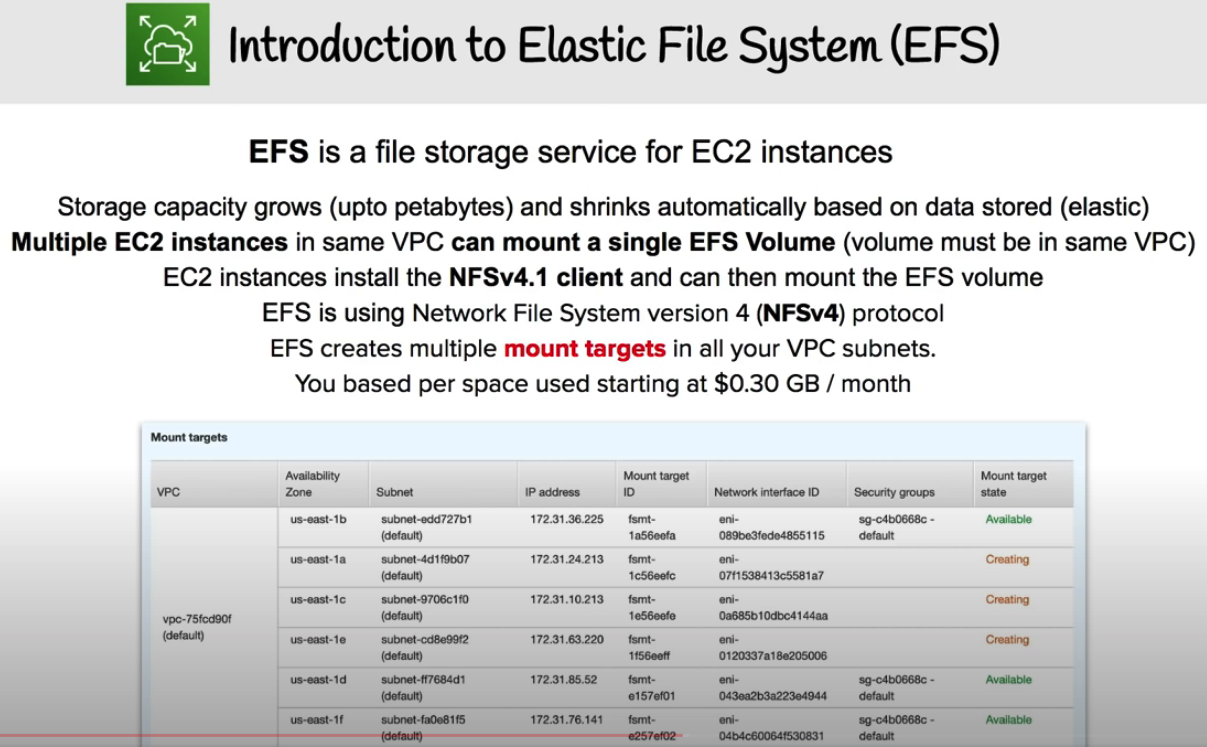 Introduction to Elastic File System (EFS)
EFS is a file storage service for EC2 instances
Storage capacity grows (upto petabytes) and shrinks automatically based on data stored (elastic)
Multiple EC2 instances in same VPC can mount a single EFS Volume (volume must be in same VPC)
EC2 instances install the NFSv4.1 client and can then mount the EFS volume
EFS is using Network File System version 4 (NFSv4) protocol
EFS creates multiple mount targets in all your VPC subnets.
You based per space used starting at $0.30 GB / month
Mount targets
VPC Availability Zone Subnet IP address Mount target ID Network interface ID Security groups Mount target state
vpc-75fcd90f (default)
us-east-1b subnet-edd727b1 (default) 172.31.36.225 fsmt-1a56eefa eni-089be3fede4855115 sg-c4b0668c - default Available
us-east-1a subnet-4d1f9b07 (default) 172.31.24.213 fsmt-1c56eefc eni-07f1538413c5581a7 Creating
us-east-1c subnet-9706c1f0 (default) 172.31.10.213 fsmt-1e56eefe eni-0a685b10dbc4144aa Creating
us-east-1e subnet-cd8e99f2 (default) 172.31.63.220 fsmt-1f56eeff eni-0120337a18e205006 Creating
us-east-1d subnet-ff7684d1 (default) 172.31.85.52 fsmt-e157ef01 eni-043ea2b3a223e4944 sg-c4b0668c - default Available
us-east-1f subnet-fa0e81f5 (default) 172.31.76.141 fsmt-e257ef02 eni-04b4c60064f530831 sg-c4b0668c - default Available